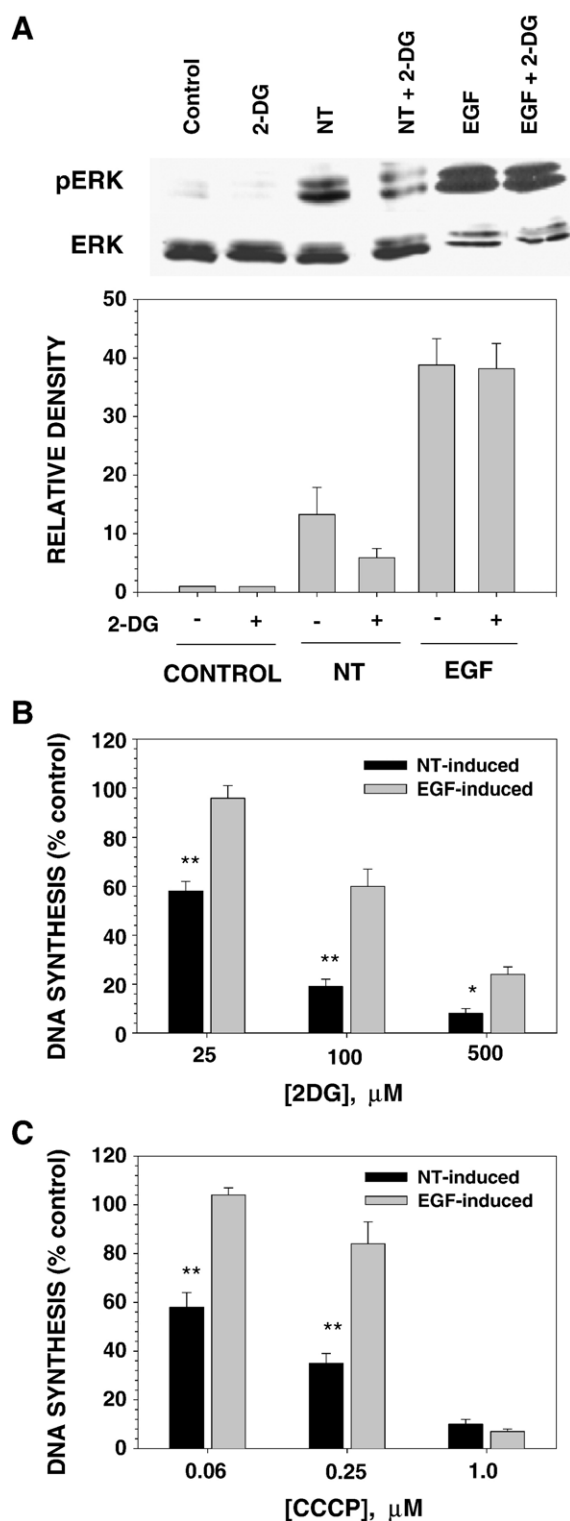 A
Control 2-DG NT NT + 2-DG EGF EGF + 2-DG
pERK
ERK
50
40
30
20
10
0
RELATIVE DENSITY
2-DG - + - + - +
CONTROL NT EGF
B
120
100
80
60
40
20
0
DNA SYNTHESIS (% control)
NT-induced
EGF-induced
** ** *
25 100 500
[2DG], μM
C
120
100
80
60
40
20
0
DNA SYNTHESIS (% control)
NT-induced
EGF-induced
** **
0.06 0.25 1.0
[CCCP], μM